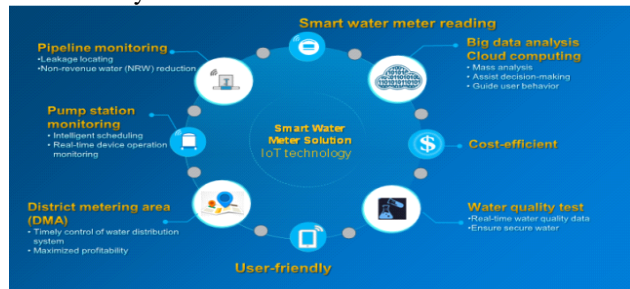 Smart water meter reading
Pipeline monitoring
•Leakage locating
•Non-revenue water (NRW) reduction
Big data analysis
Cloud computing
• Mass analysis
• Assist decision-making
• Guide user behavior
Pump station
monitoring
• Intelligent scheduling
• Real-time device operation
monitoring
Smart Water
Meter Solution
IoT technology
$
Cost-efficient
District metering area
(DMA)
• Timely control of water distribution
system
• Maximized profitability
Water quality test
•Real-time water quality data
•Ensure secure water
User-friendly